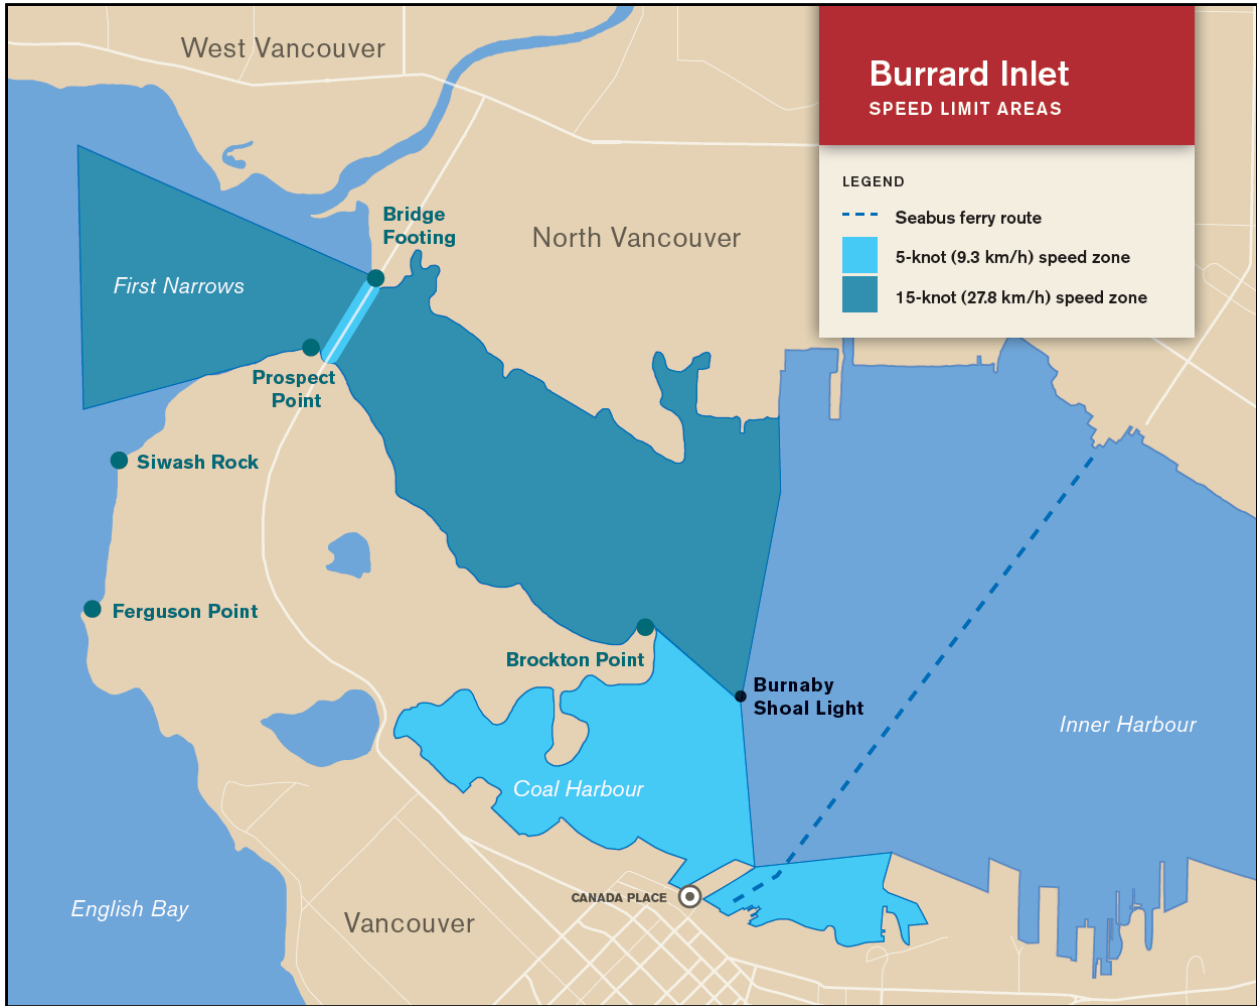 West Vancouver
Burrard Inlet
SPEED LIMIT AREAS
LEGEND
Seabus ferry route
5-knot (9.3 km/h) speed zone
15-knot (27.8 km/h) speed zone
Bridge
Footing
North Vancouver
First Narrows
Prospect
Point
Siwash Rock
Ferguson Point
Brockton Point
Burnaby
Shoal Light
Inner Harbour
Coal Harbour
CANADA PLACE
English Bay
Vancouver